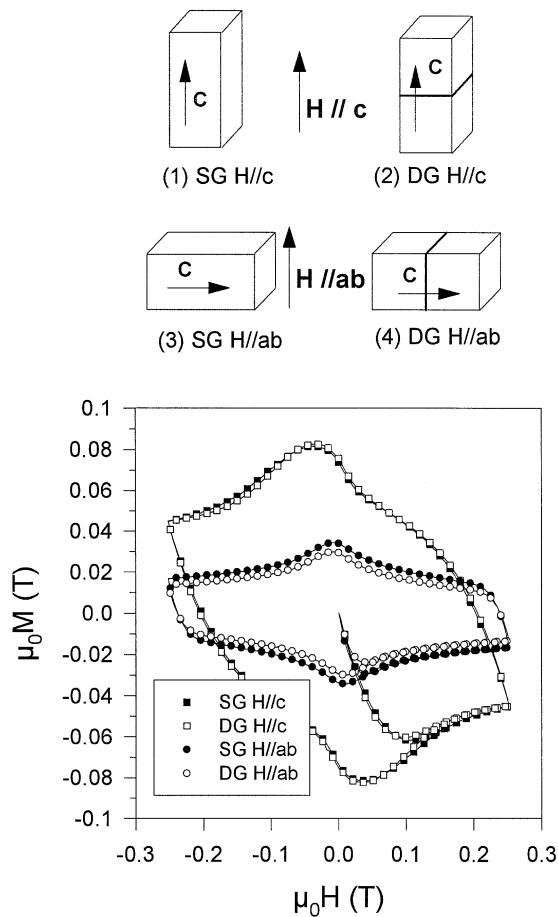 C
H // c
C
(1) SG H//c
(2) DG H//c
C
H //ab
C
(3) SG H//ab
(4) DG H//ab
0.1
0.08
0.06
0.04
0.02
0.0
-0.02
-0.04
-0.06
-0.08
-0.1
μ₀M (T)
SG H//c
DG H//c
SG H//ab
DG H//ab
-0.3 -0.2 -0.1 0.0 0.1 0.2 0.3
μ₀H (T)